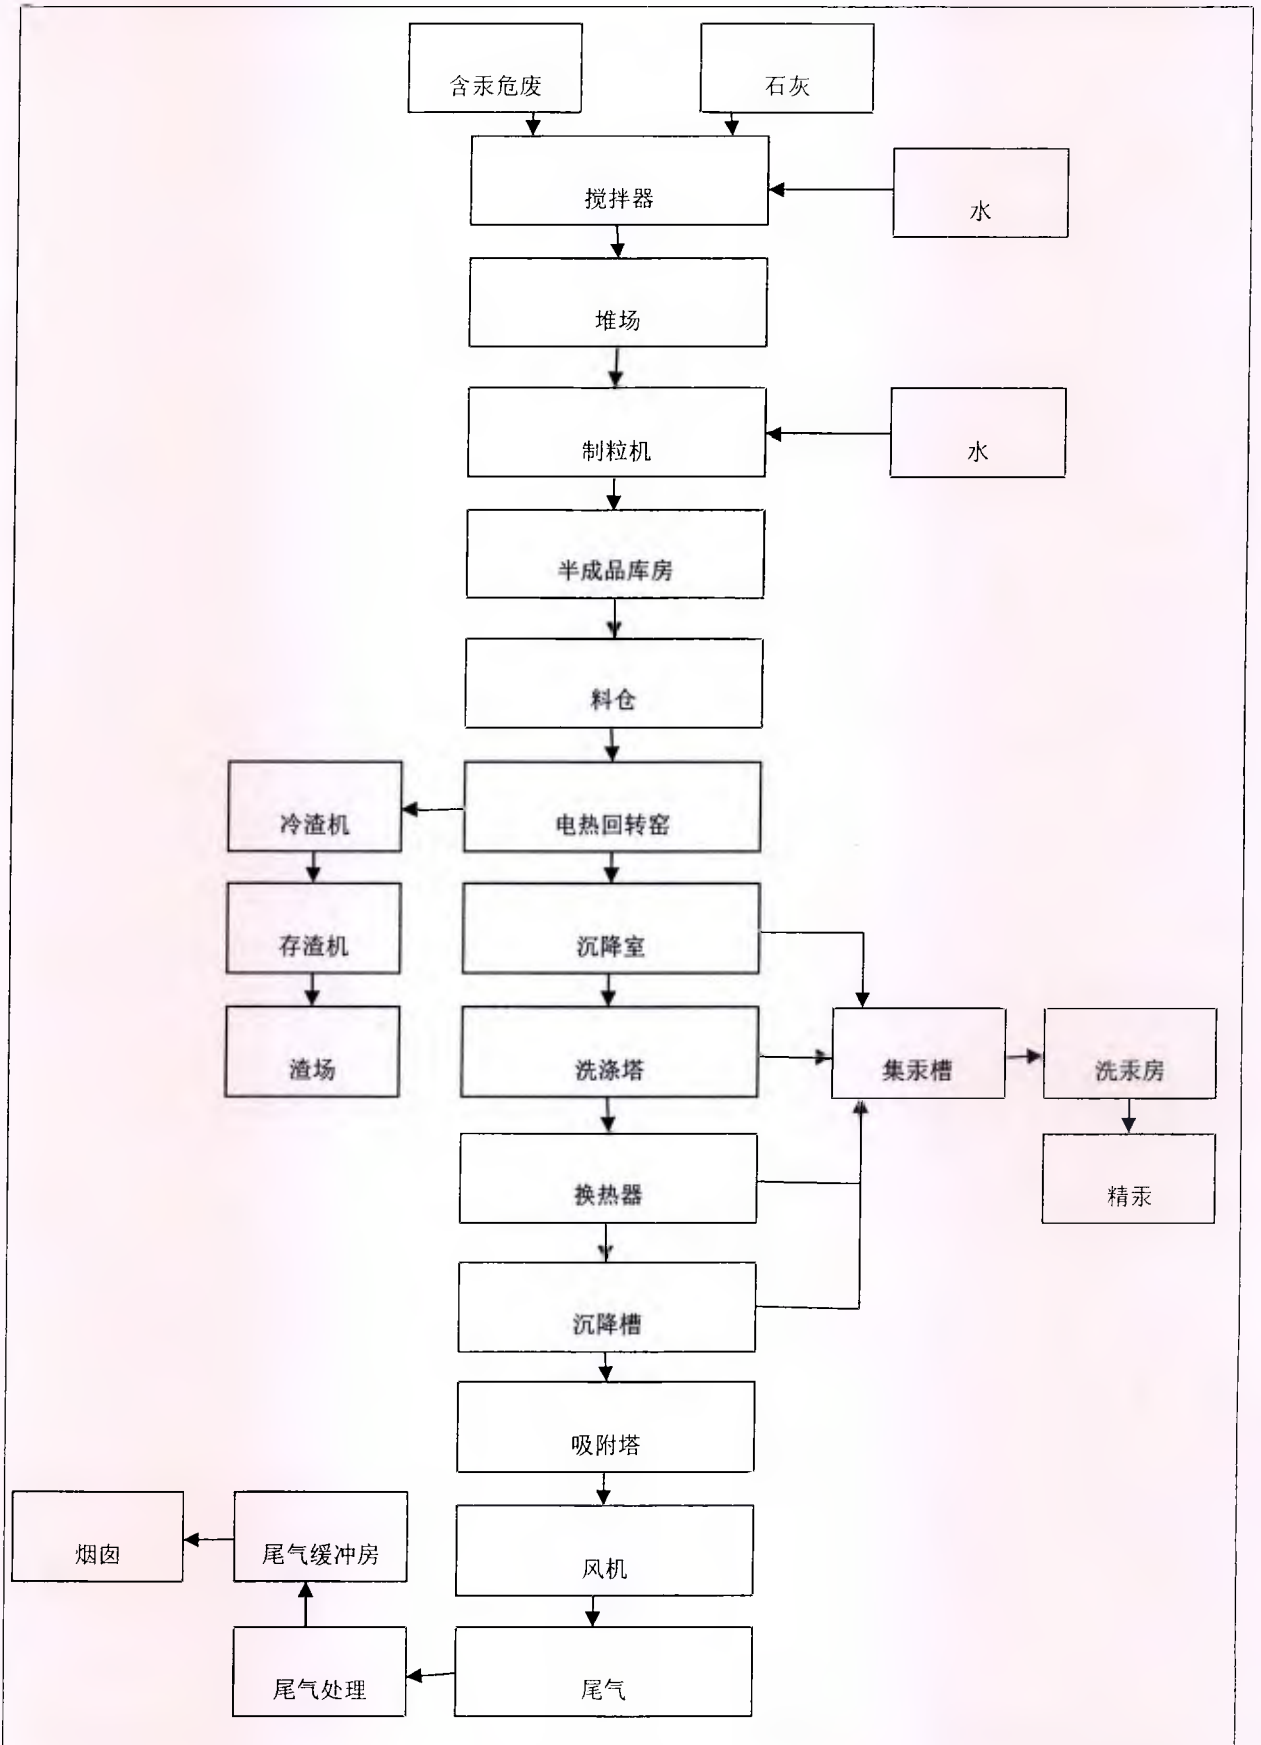 含汞危废
石灰
搅拌器
水
堆场
制粒机
水
半成品库房
料仓
冷渣机
电热回转窑
存渣机
沉降室
渣场
洗涤塔
集汞槽
洗汞房
换热器
精汞
沉降槽
吸附塔
烟囱
尾气缓冲房
风机
尾气处理
尾气